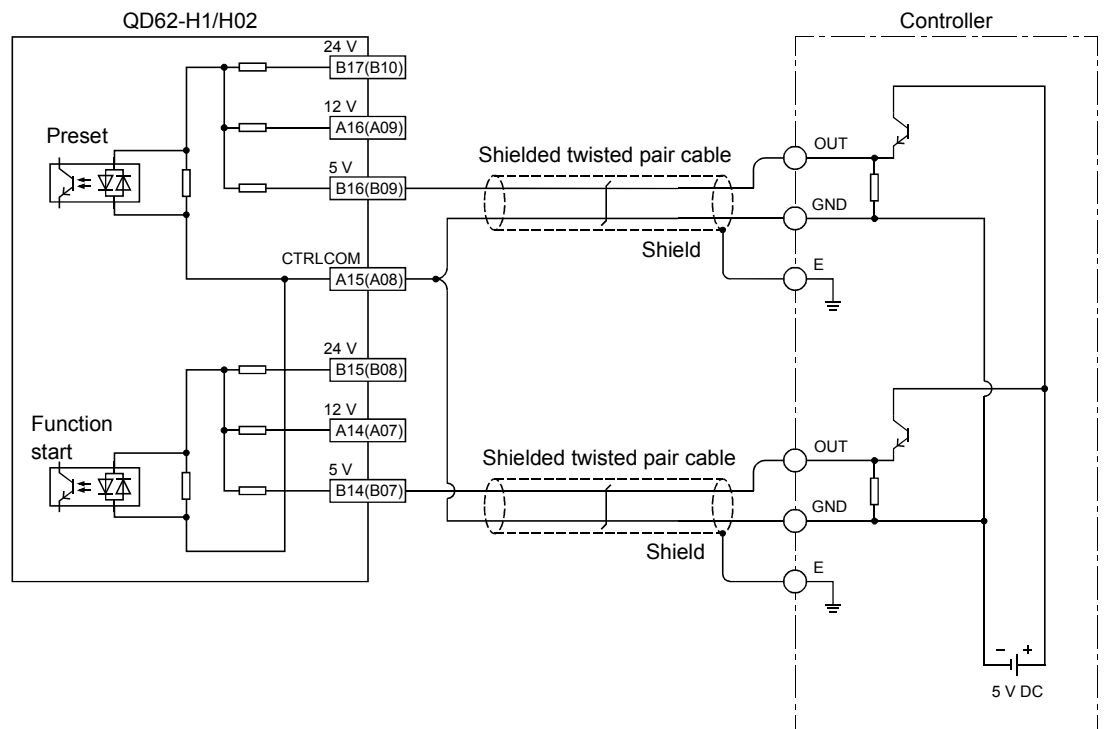 QD62-H1/H02
Controller
24 V
B17(B10)
12 V
A16(A09)
Preset
5 V
B16(B09)
Shielded twisted pair cable
OUT
GND
Shield
CTRLCOM
A15(A08)
E
24 V
B15(B08)
12 V
A14(A07)
Function
start
5 V
B14(B07)
Shielded twisted pair cable
OUT
GND
Shield
E
− +
5 V DC